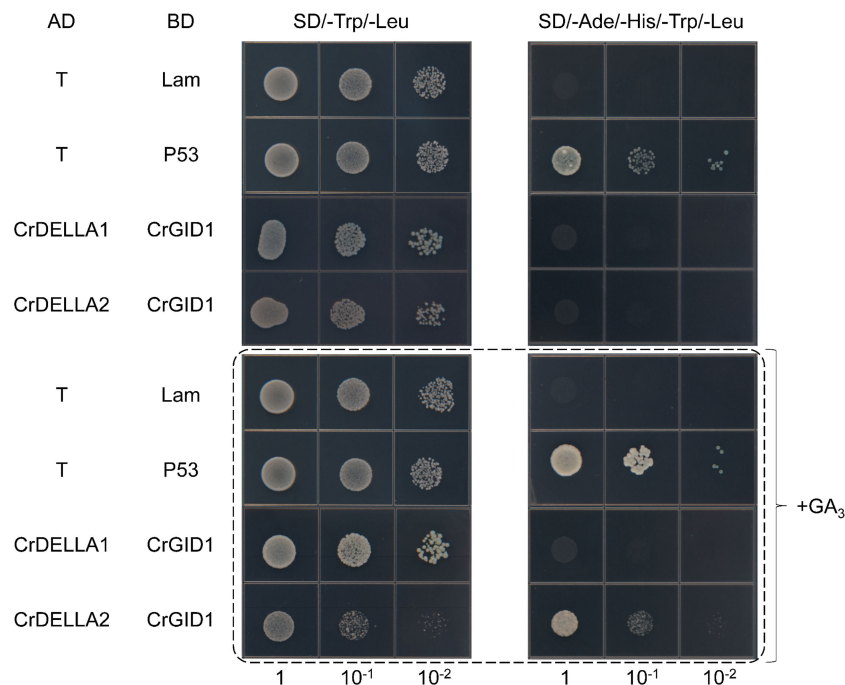 AD BD SD/-Trp/-Leu SD/-Ade/-His/-Trp/-Leu
T Lam
T P53
CrDELLA1 CrGID1
CrDELLA2 CrGID1
T Lam
T P53
+GA₃
CrDELLA1 CrGID1
CrDELLA2 CrGID1
1 10⁻¹ 10⁻² 1 10⁻¹ 10⁻²